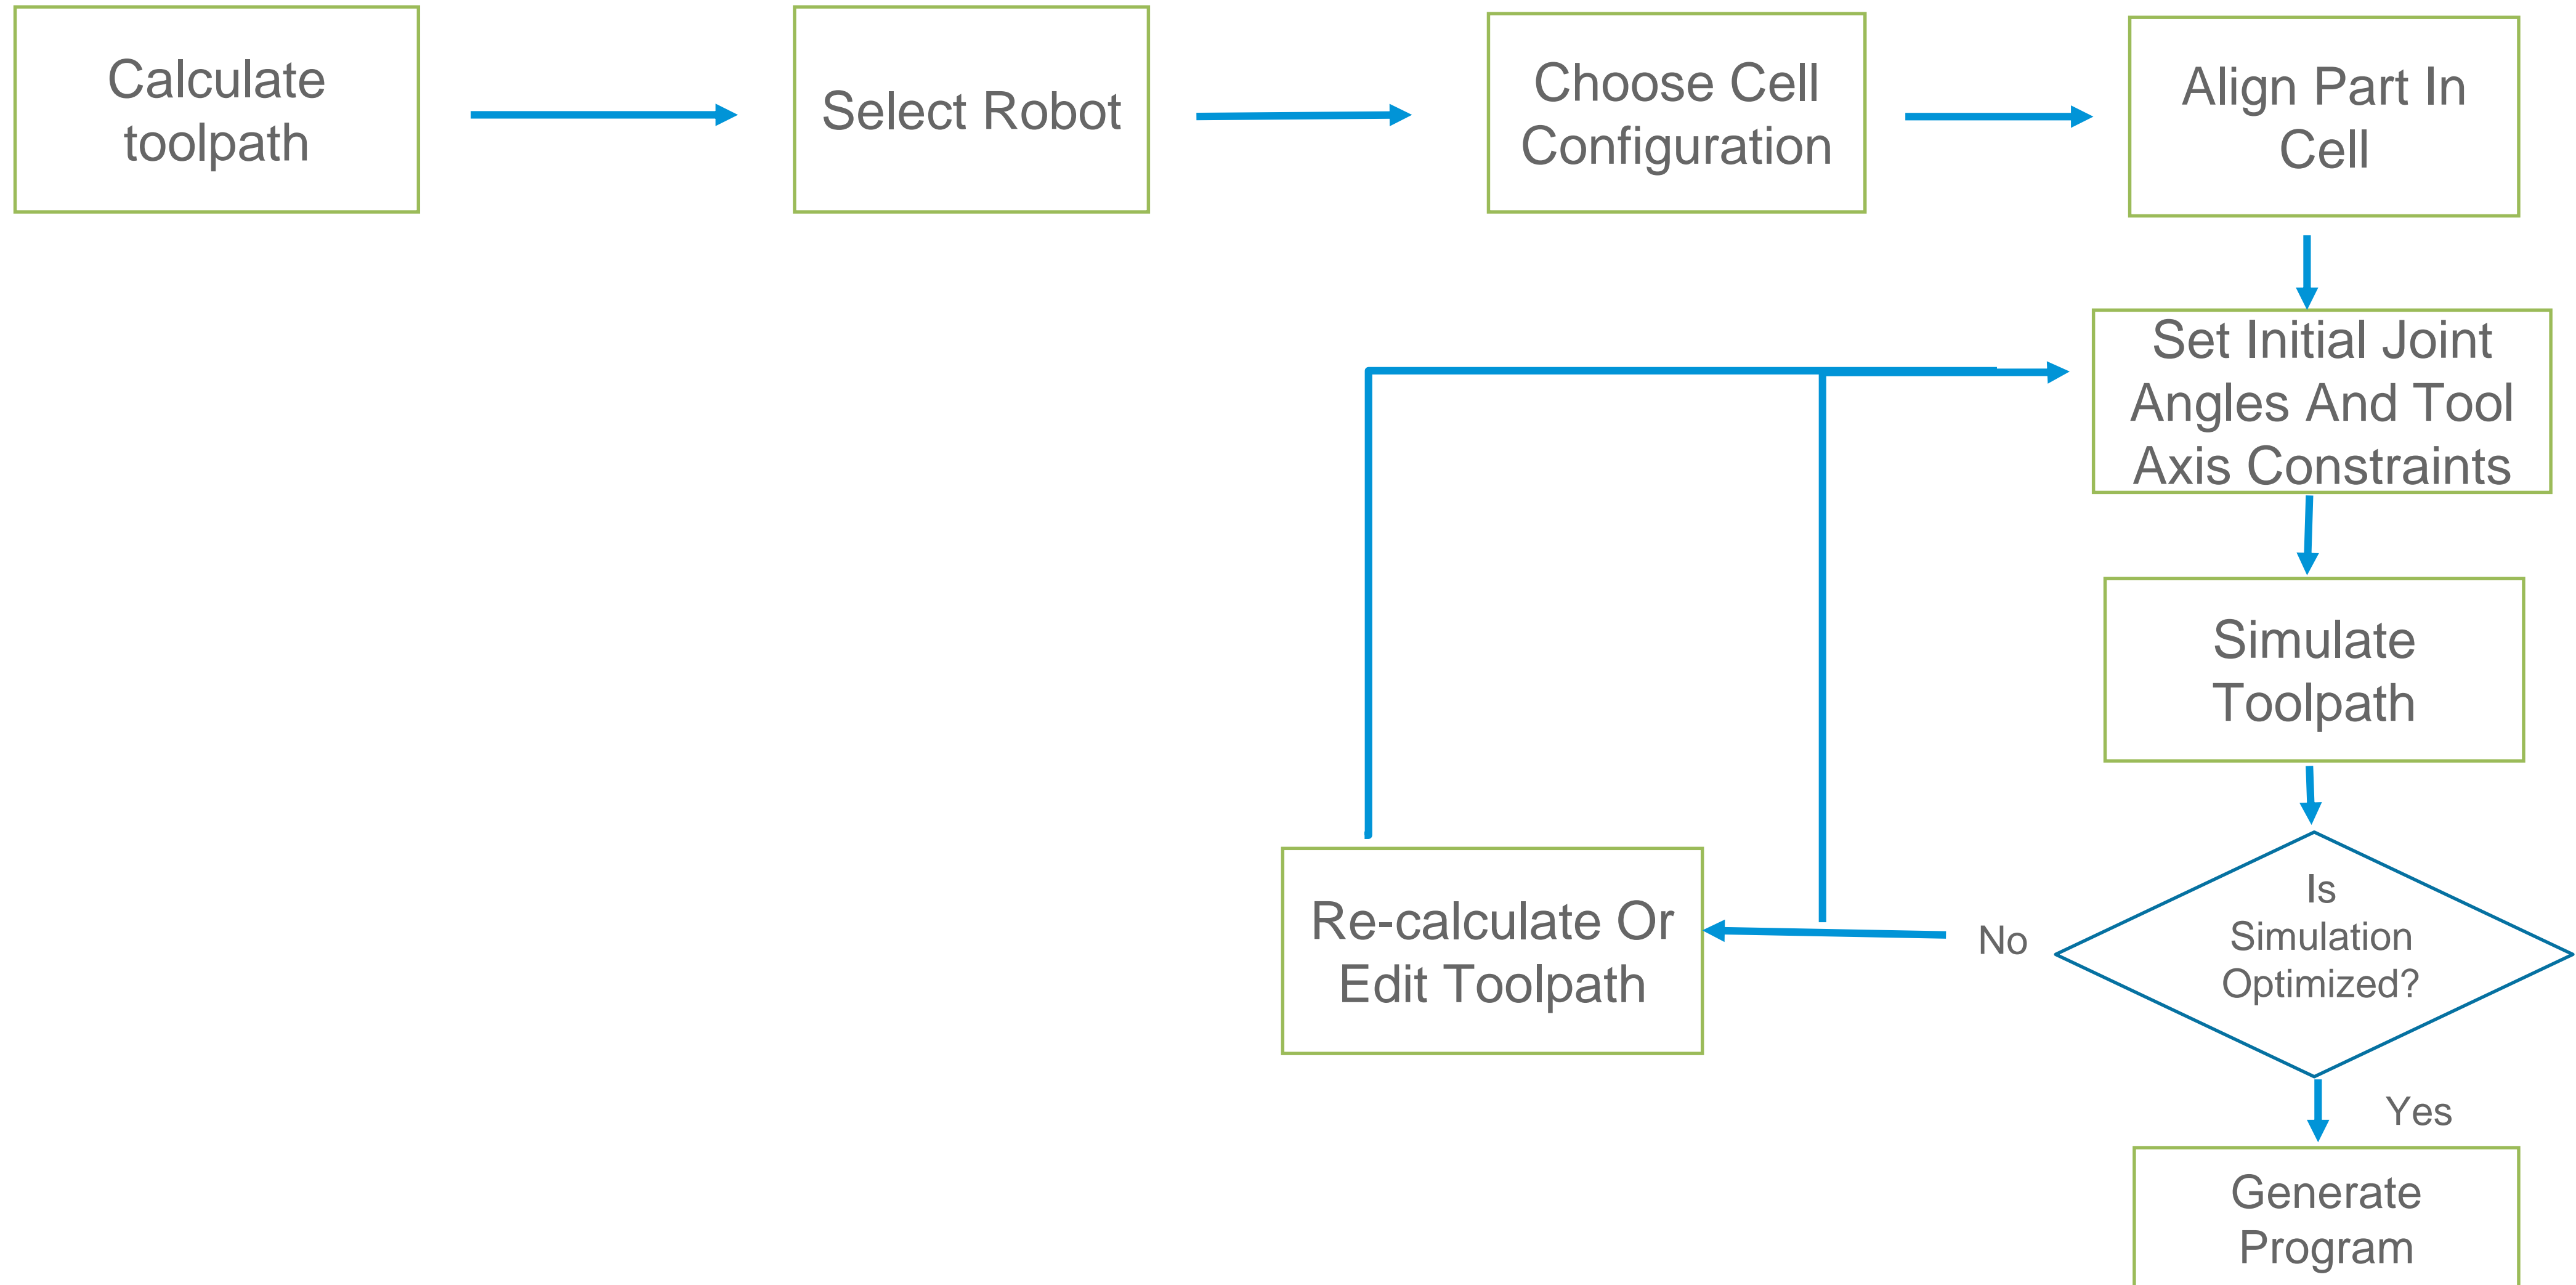 Calculate
toolpath
Select Robot
Choose Cell
Configuration
Align Part In
Cell
Set Initial Joint
Angles And Tool
Axis Constraints
Simulate
Toolpath
Is
Simulation
Optimized?
No
Re-calculate Or
Edit Toolpath
Yes
Generate
Program